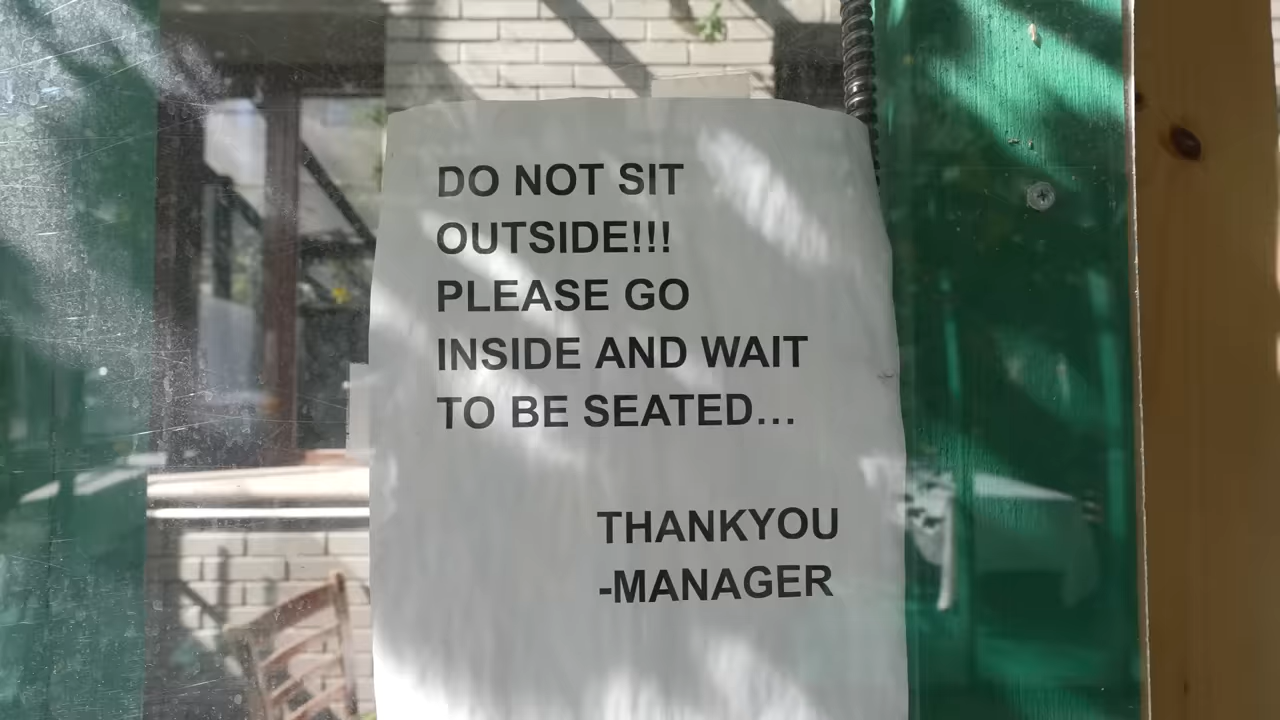 DO NOT SIT
OUTSIDE!!!
PLEASE GO
INSIDE AND WAIT
TO BE SEATED...
THANKYOU
-MANAGER